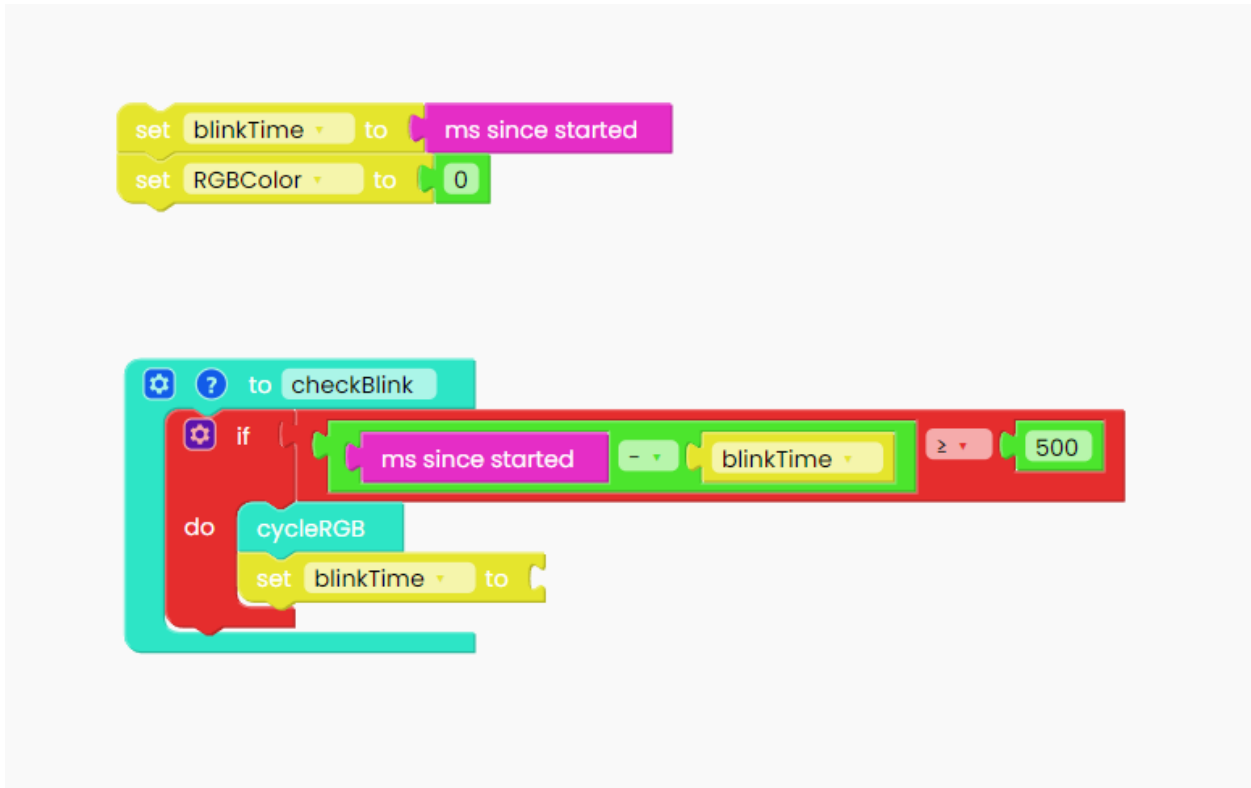 set blinkTime to ms since started
set RGBColor to 0
? to checkBlink
if ms since started - blinkTime ≥ 500
do cycleRGB
set blinkTime to